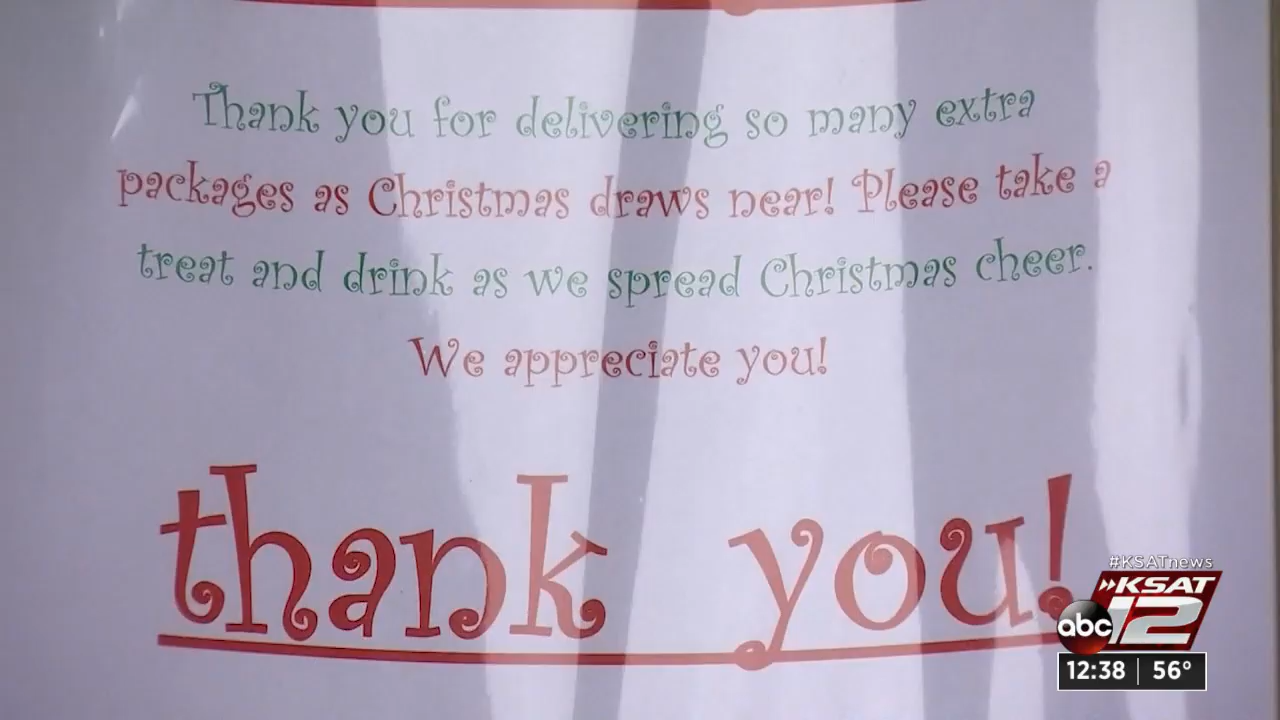 Thank you for delivering so many extra
packages as Christmas draws near! Please take a
treat and drink as we spread Christmas cheer.
We appreciate you!
thank you!
#KSATnews
KSAT
abc 12
12:38 56°